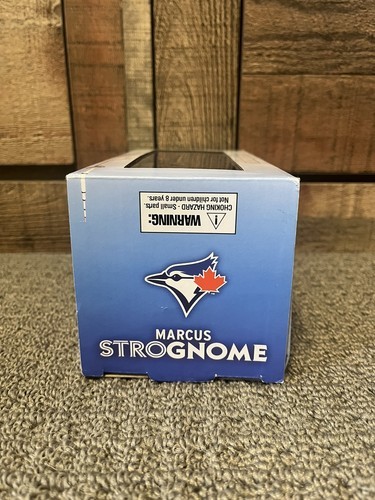 WARNING:
CHOKING HAZARD - Small parts.
Not for children under 8 years.
MARCUS
STROGNOME